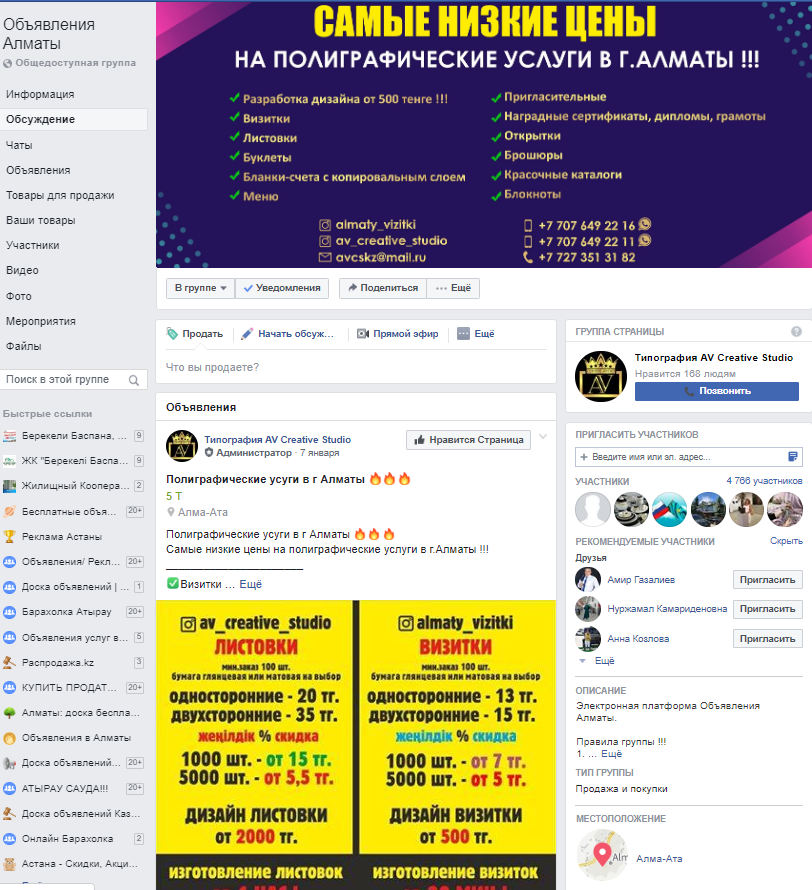 Объявления
Алматы
Общедоступная группа
Информация
Обсуждение
Чаты
Объявления
Товары для продажи
Ваши товары
Участники
Видео
Фото
Мероприятия
Файлы
Поиск в этой группе
Быстрые ссылки
Берекели Баспана, ... 9
ЖК "Берекелі Баспа... 9
Жилищный Коопера... 2
Бесплатные объя... 20+
Реклама Астаны
Объявления/ Рекл... 20+
Доска объявлений | ... 1
Барахолка Атырау 20+
Объявления услуг в... 5
Распродажа.kz 3
КУПИТЬ ПРОДАТ... 20+
Алматы: доска беспла...
Объявления в Алматы
Доска объявлений... 20+
АТЫРАУ САУДА!!! 20+
Доска объявлений Каз...
Онлайн Барахолка 2
Астана - Скидки, Акци...
САМЫЕ НИЗКИЕ ЦЕНЫ
НА ПОЛИГРАФИЧЕСКИЕ УСЛУГИ В Г.АЛМАТЫ !!!
Разработка дизайна от 500 тенге !!!
Визитки
Листовки
Буклеты
Бланки-счета с копировальным слоем
Меню
Пригласительные
Наградные сертификаты, дипломы, грамоты
Открытки
Брошюры
Красочные каталоги
Блокноты
almaty_vizitki
av_creative_studio
avcskz@mail.ru
+7 707 649 22 16
+7 707 649 22 11
+7 727 351 31 82
В группе
Уведомления
Поделиться
Ещё
Продать
Начать обсуж...
Прямой эфир
Ещё
Что вы продаете?
Объявления
Типография AV Creative Studio
Администратор · 7 января
Нравится Страница
Полиграфические усуги в г Алматы 🔥🔥🔥
5 T
Алма-Ата
Полиграфические усуги в г Алматы 🔥🔥🔥
Самые низкие цены на полиграфические услуги в г.Алматы !!!
______________________
✅Визитки ... Ещё
av_creative_studio
ЛИСТОВКИ
мин.заказ 100 шт.
бумага глянцевая или матовая на выбор
односторонние - 20 тг.
двухсторонние - 35 тг.
жеңілдік % скидка
1000 шт. - от 15 тг.
5000 шт. - от 5,5 тг.
ДИЗАЙН ЛИСТОВКИ
от 2000 тг.
изготовление листовок
almaty_vizitki
ВИЗИТКИ
мин.заказ 100 шт.
бумага глянцевая или матовая на выбор
односторонние - 13 тг.
двухсторонние - 15 тг.
жеңілдік % скидка
1000 шт. - от 7 тг.
5000 шт. - от 5 тг.
ДИЗАЙН ВИЗИТКИ
от 500 тг.
изготовление визиток
ГРУППА СТРАНИЦЫ
AV
Типография AV Creative Studio
Нравится 168 людям
Позвонить
ПРИГЛАСИТЬ УЧАСТНИКОВ
+ Введите имя или эл. адрес...
УЧАСТНИКИ
4 766 участников
РЕКОМЕНДУЕМЫЕ УЧАСТНИКИ
Скрыть
Друзья
Амир Газалиев
Пригласить
Нуржамал Камариденовна
Пригласить
Анна Козлова
Пригласить
Ещё
ОПИСАНИЕ
Электронная платформа Объявления
Алматы.
Правила группы !!!
1. ... Ещё
ТИП ГРУППЫ
Продажа и покупки
МЕСТОПОЛОЖЕНИЕ
Алма-Ата